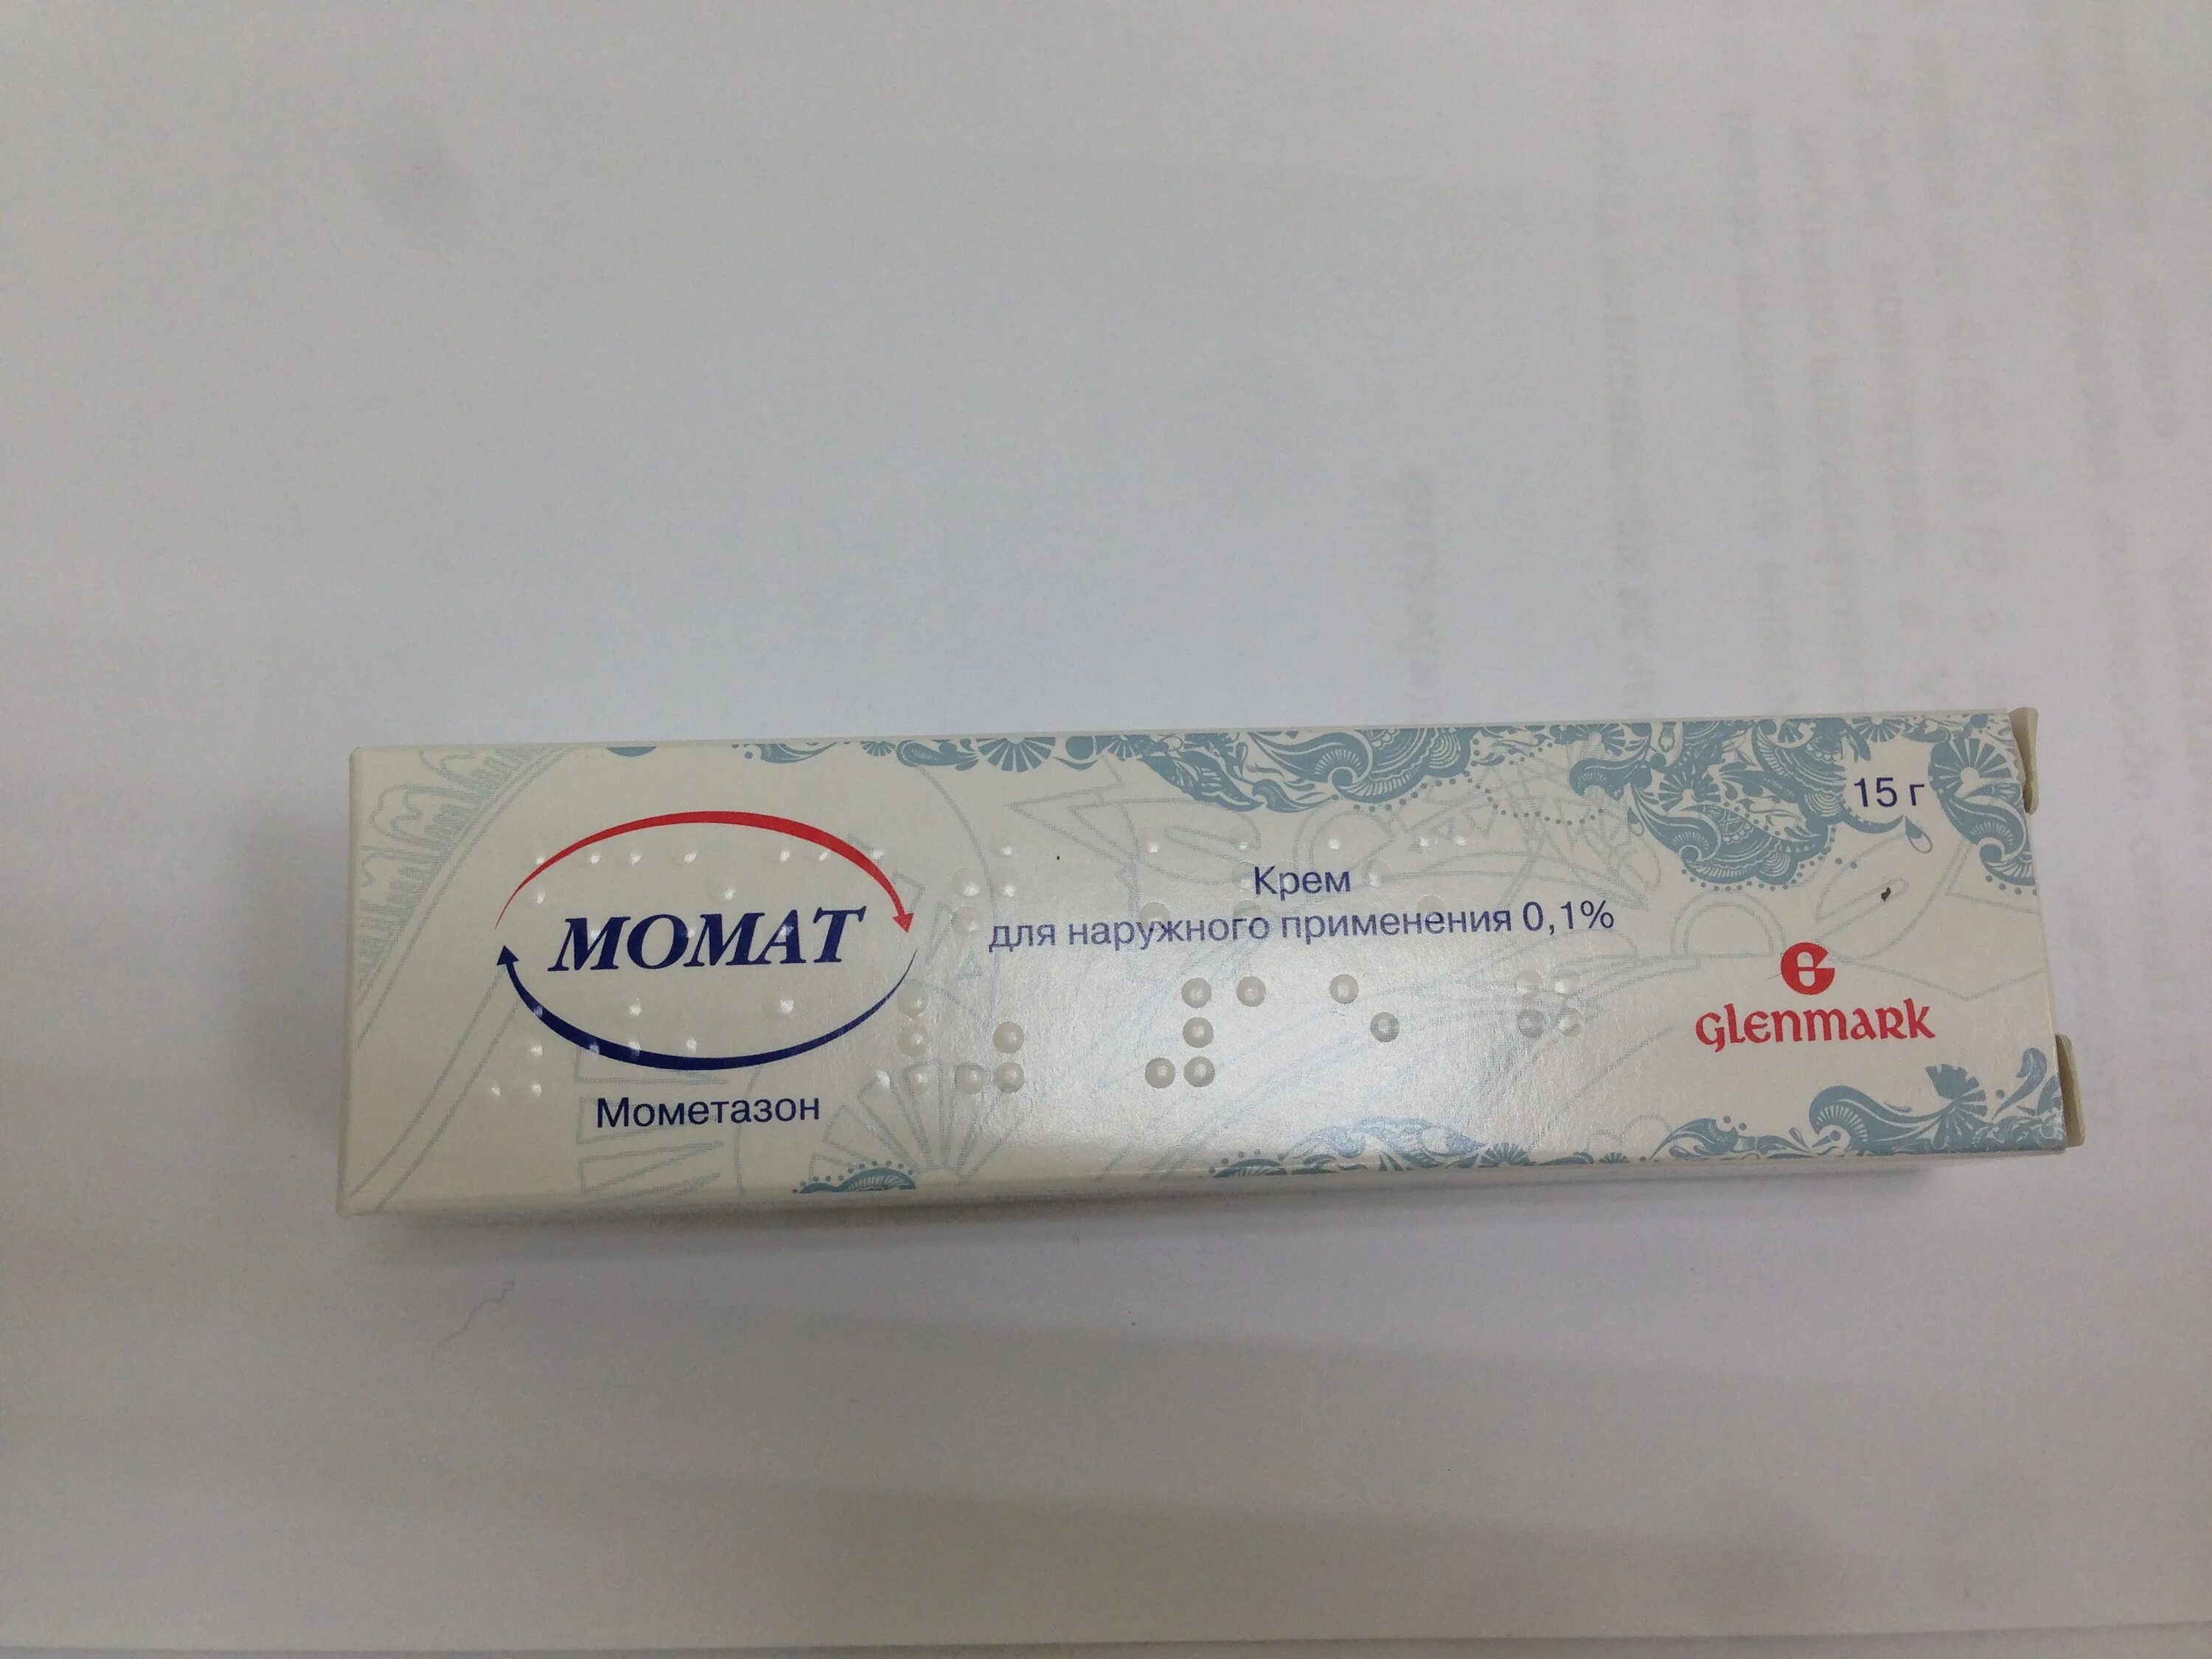 МОМАТ
Мометазон
Крем
для наружного применения 0,1%
15 г
Glenmark